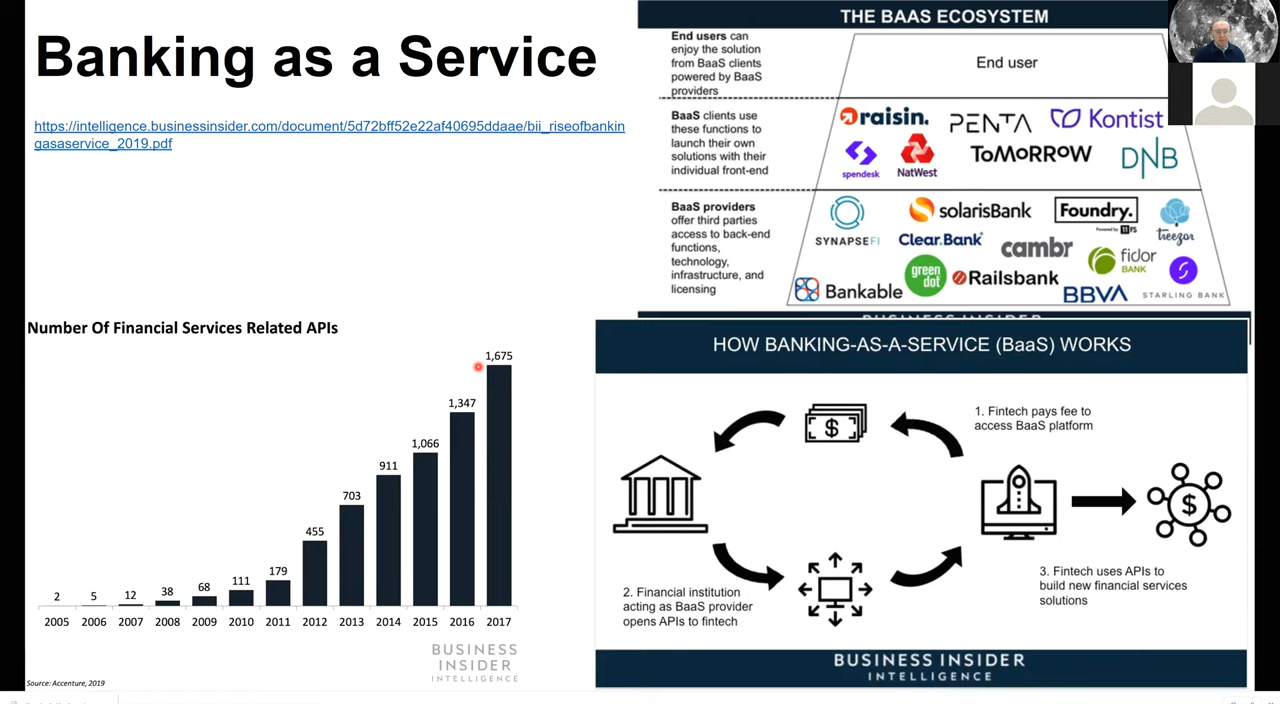 Banking as a Service
https://intelligence.businessinsider.com/document/5d72bff52e22af40695ddaae/bii_riseofbankin
gasaservice_2019.pdf
THE BAAS ECOSYSTEM
End users can
enjoy the solution
from BaaS clients
powered by BaaS
providers
End user
BaaS clients use
these functions to
launch their own
solutions with their
individual front-end
raisin.
PENTA
Kontist
spendesk
NatWest
ToMoRRoW
DNB
BaaS providers
offer third parties
access to back-end
functions,
technology,
infrastructure, and
licensing
SYNAPSEFI
solarisBank
Foundry.
Powered by 11FS
treezor
Clear.Bank
cambr
fidor
BANK
green
dot
Railsbank
Bankable
BBVA
STARLING BANK
BUSINESS INSIDER
Number Of Financial Services Related APIs
2
5
12
38
68
111
179
455
703
911
1,066
1,347
1,675
2005 2006 2007 2008 2009 2010 2011 2012 2013 2014 2015 2016 2017
BUSINESS
INSIDER
INTELLIGENCE
Source: Accenture, 2019
HOW BANKING-AS-A-SERVICE (BaaS) WORKS
$
1. Fintech pays fee to
access BaaS platform
$
2. Financial institution
acting as BaaS provider
opens APIs to fintech
3. Fintech uses APIs to
build new financial services
solutions
BUSINESS INSIDER
INTELLIGENCE